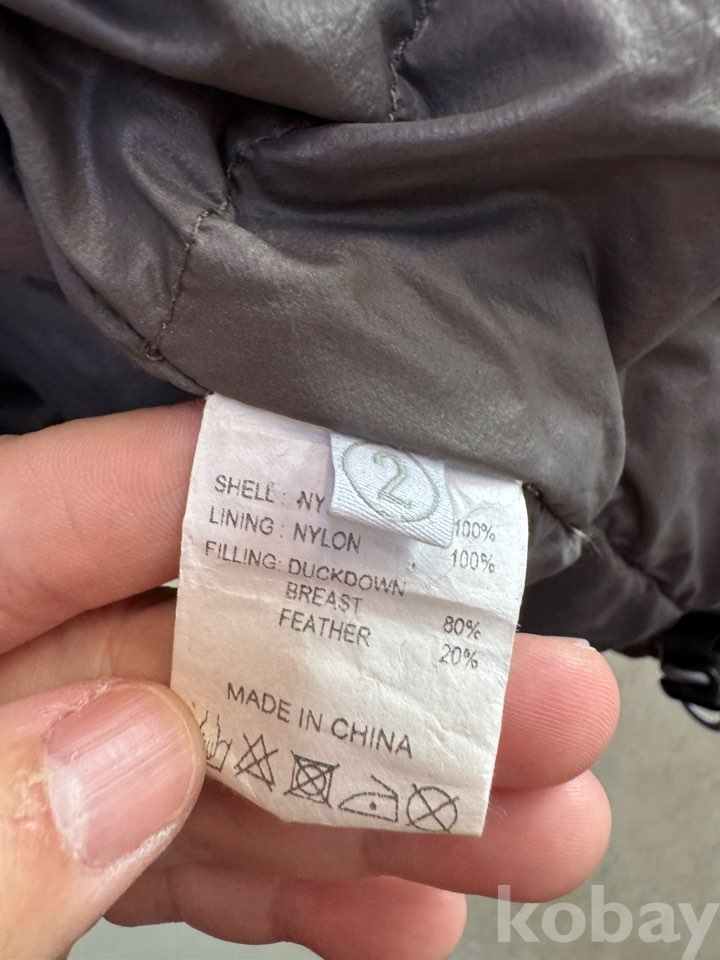 2
SHELL: NY 100%
LINING: NYLON 100%
FILLING: DUCKDOWN 80%
BREAST
FEATHER 20%
MADE IN CHINA
kobay